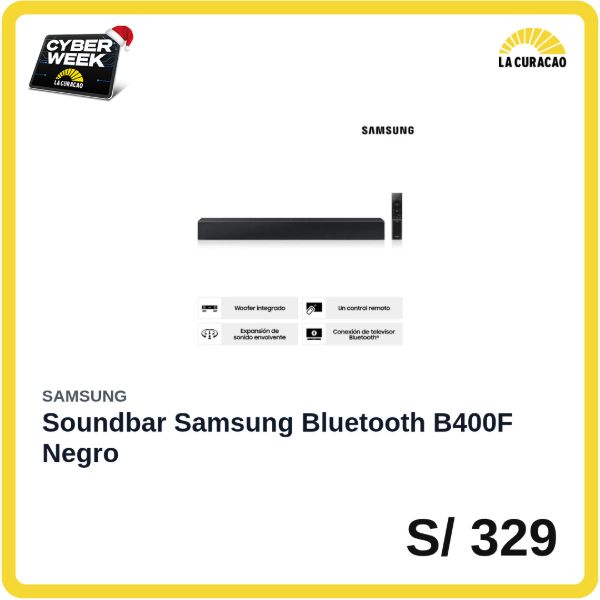 CYBER
WEEK
LA CURACAO
LA CURACAO
SAMSUNG
Woofer integrado
Un control remoto
Expansión de
sonido envolvente
Conexión de televisor
Bluetooth®
SAMSUNG
Soundbar Samsung Bluetooth B400F
Negro
S/ 329